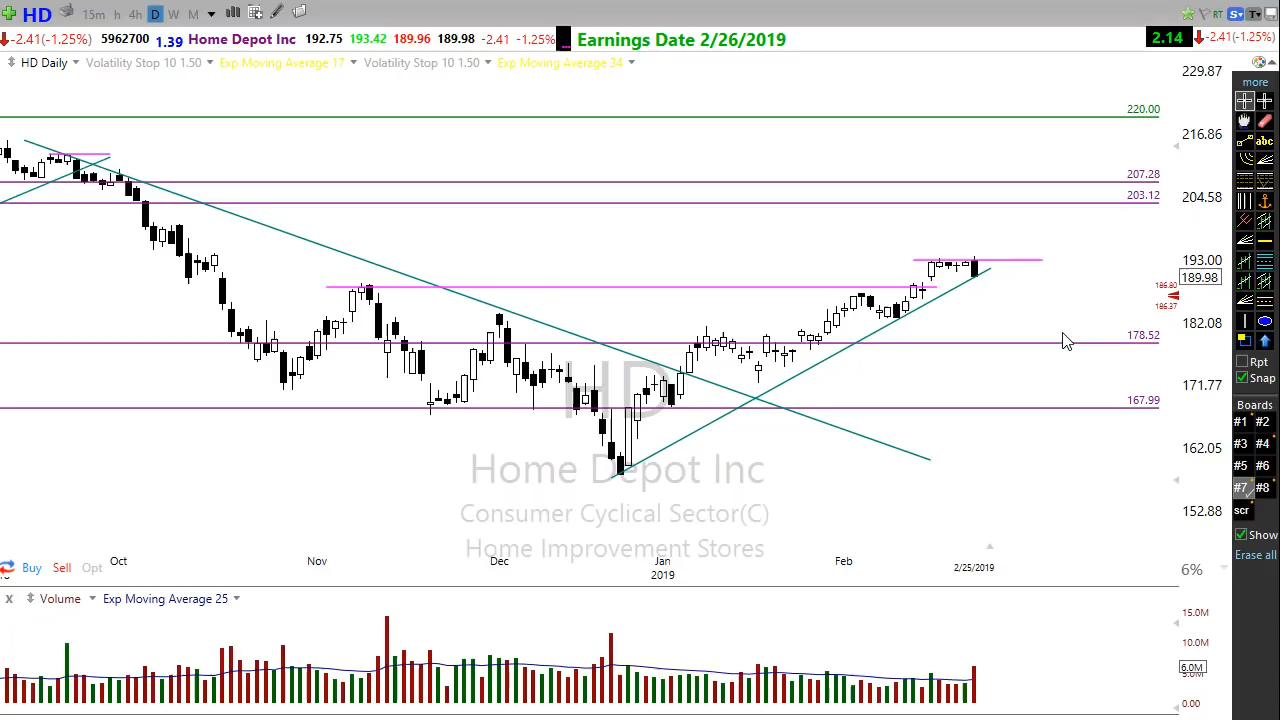 HD 15m h 4h D W M RT S T
-2.41(-1.25%) 5962700 1.39 Home Depot Inc 192.75 193.42 189.96 189.98 -2.41 -1.25% Earnings Date 2/26/2019 2.14 -2.41(-1.25%)
HD Daily Volatility Stop 10 1.50 Exp Moving Average 17 Volatility Stop 10 1.50 Exp Moving Average 34
229.87
more
220.00
216.86
abc
207.28
203.12
204.58
193.00
189.98
186.80
186.37
182.08
178.52
Rpt
Snap
171.77
167.99
HD
Boards
#1 #2
#3 #4
#5 #6
#7 #8
scr
162.05
Home Depot Inc
152.88
Consumer Cyclical Sector(C)
Show
Home Improvement Stores
Erase all
Buy Sell Opt Oct Nov Dec Jan Feb
2019
2/25/2019
6%
X Volume Exp Moving Average 25
15.0M
10.0M
6.0M
5.0M
0.00